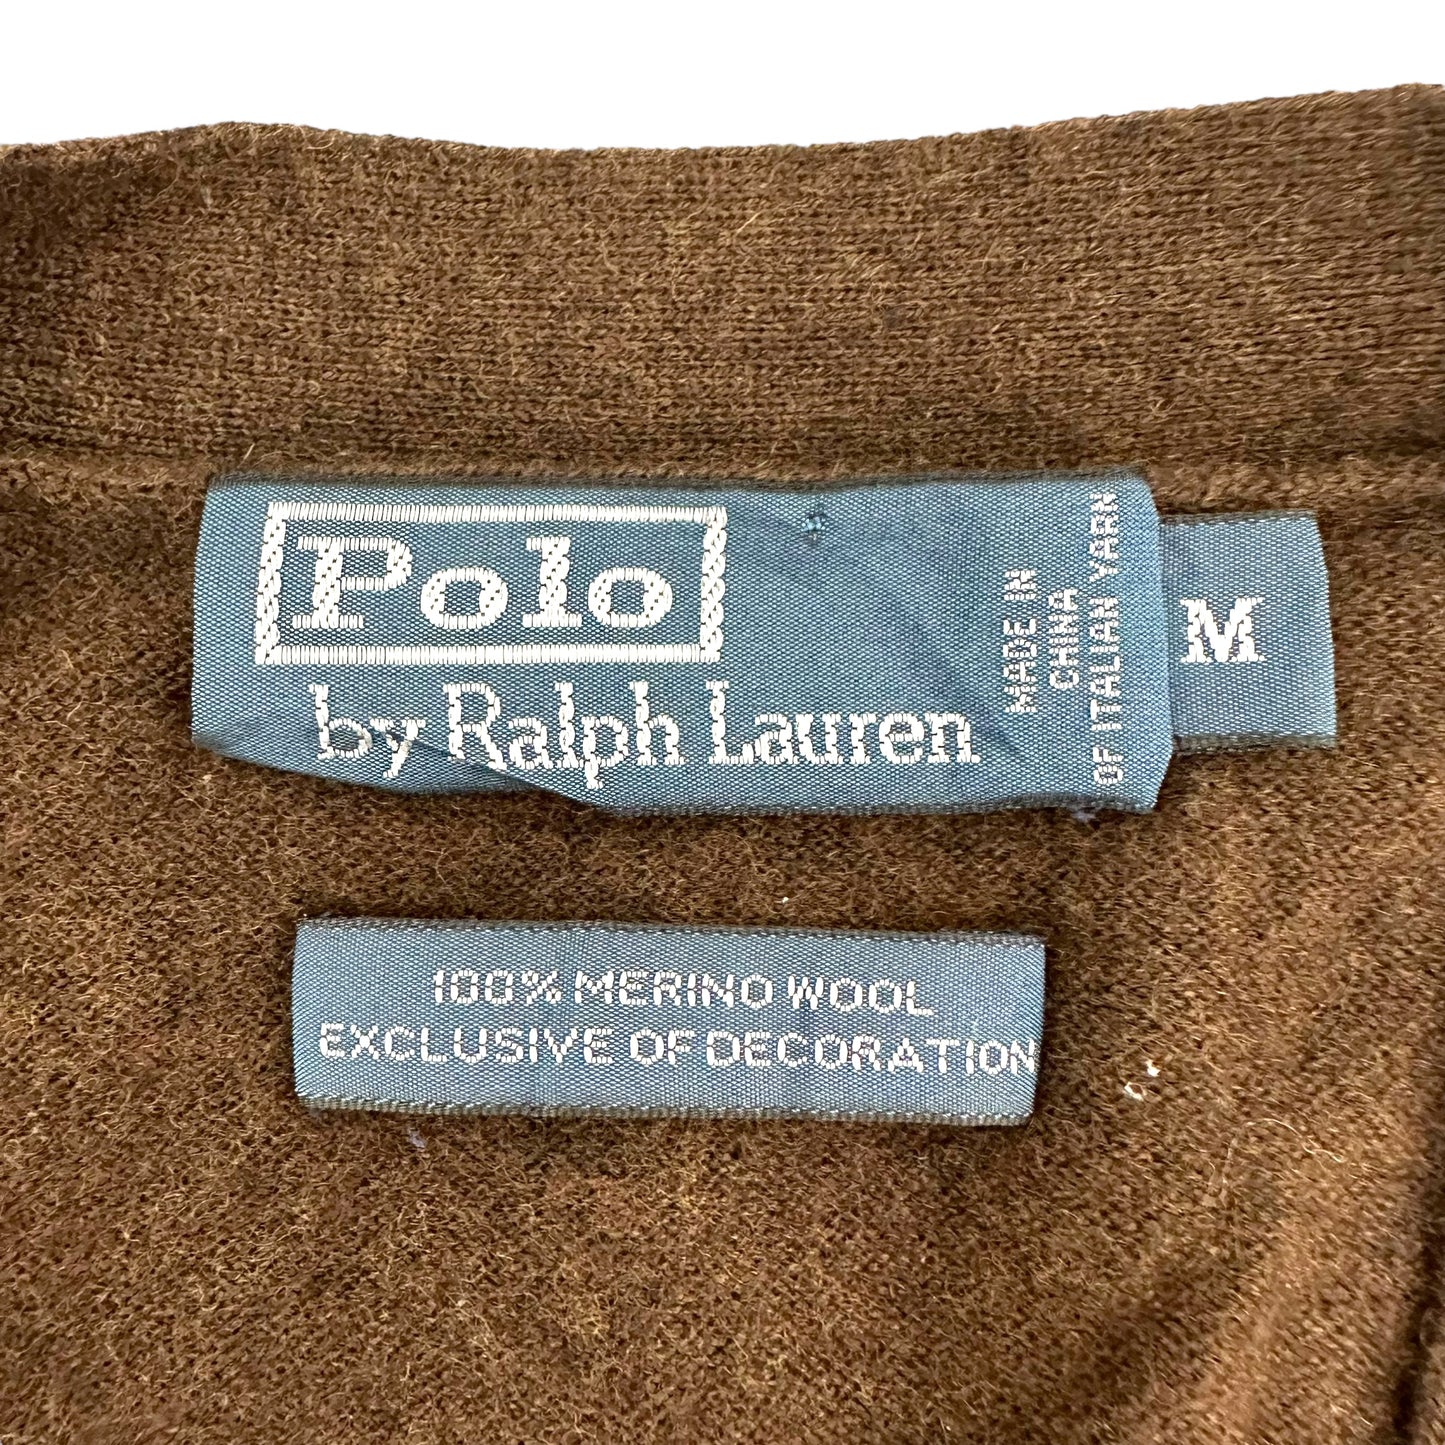 Polo
by Ralph Lauren
MADE IN
CHINA
OF ITALIAN YARN
M
100% MERINO WOOL
EXCLUSIVE OF DECORATION